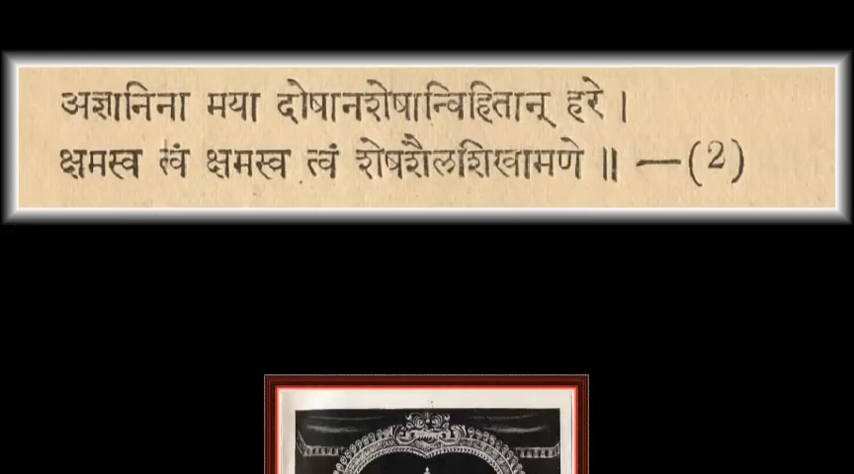 अज्ञानिना मया दोषानशेषान्विहितान् हरे ।
क्षमस्व त्वं क्षमस्व त्वं शेषशैलशिखामणे ॥ —(2)